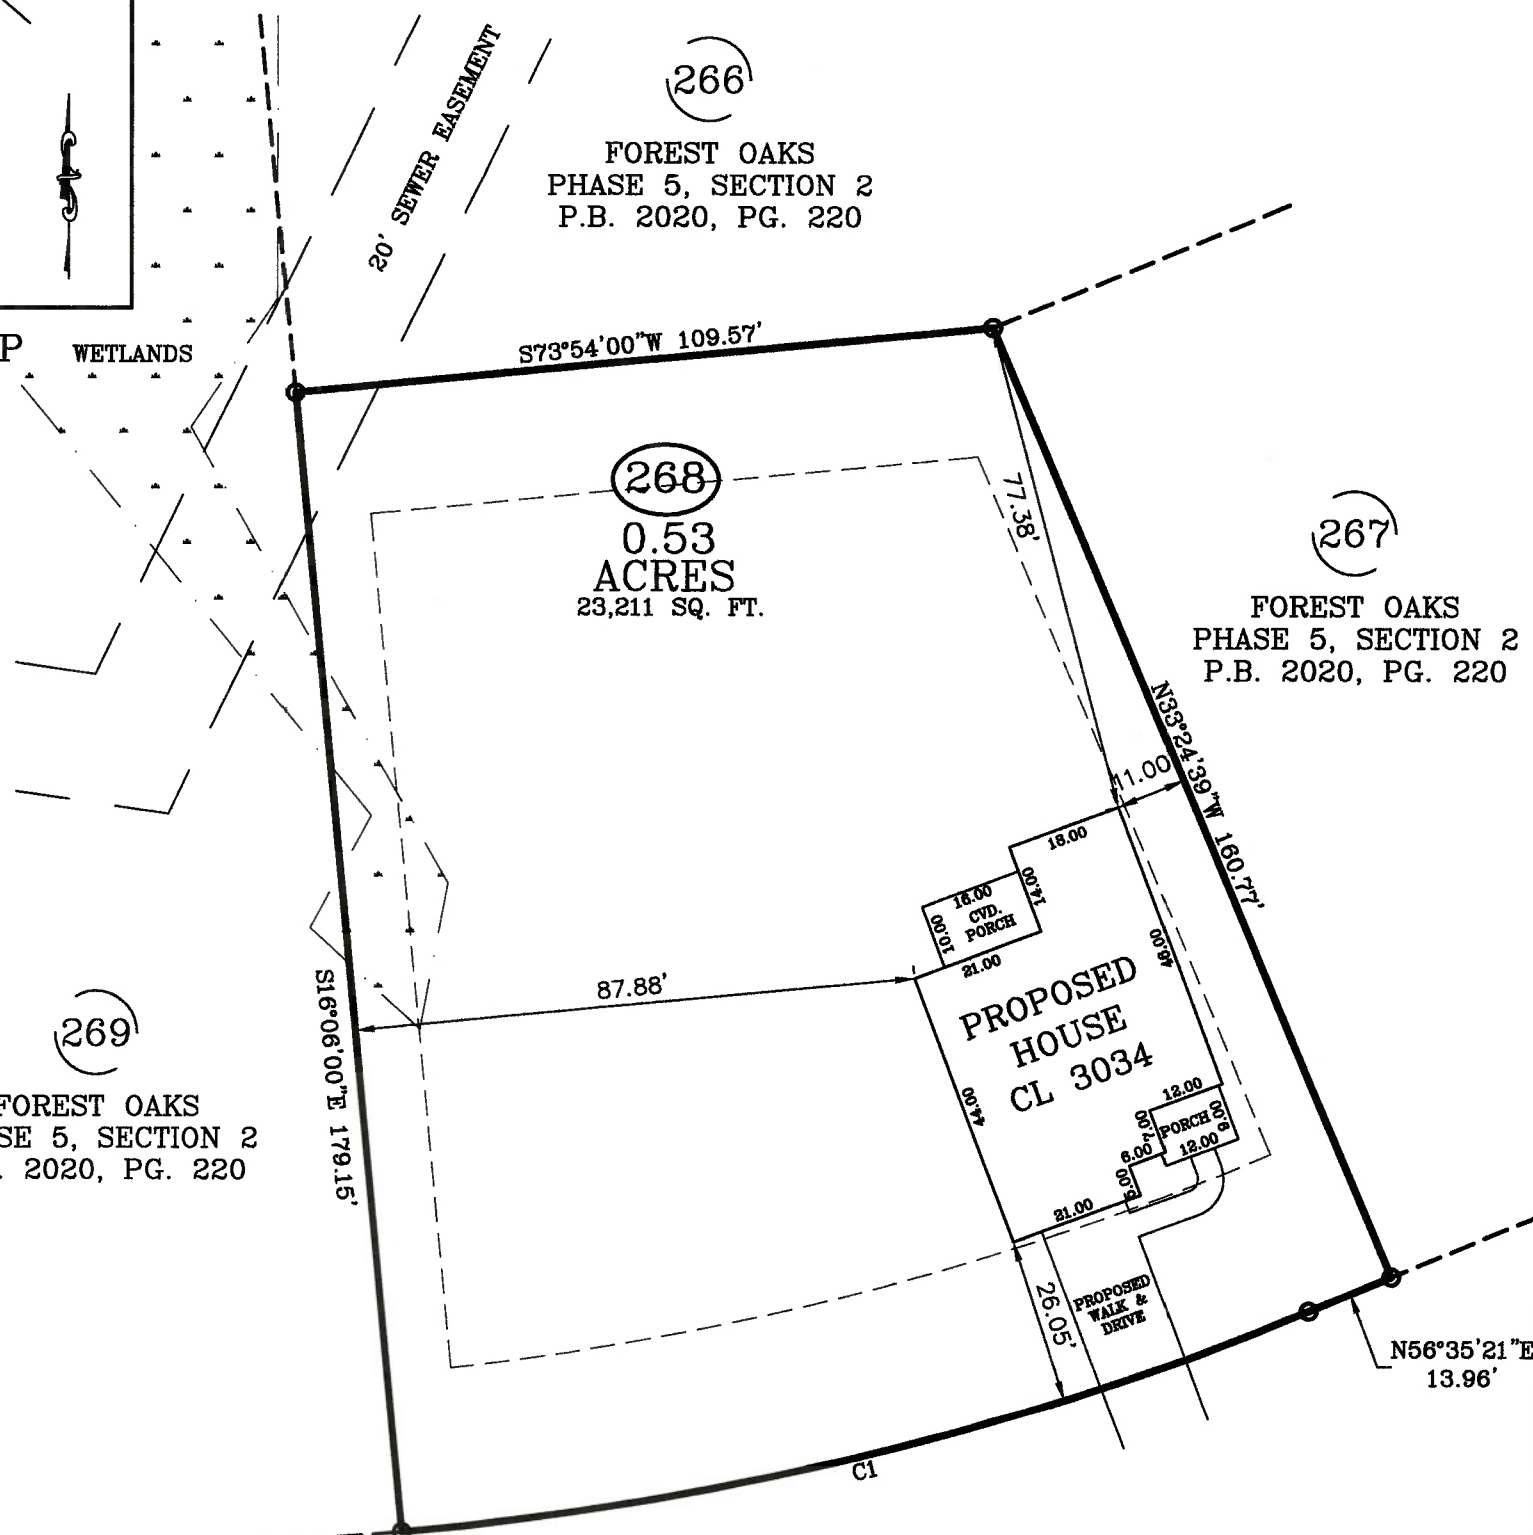 20' SEWER EASEMENT
266
FOREST OAKS
PHASE 5, SECTION 2
P.B. 2020, PG. 220
P
WETLANDS
S73°54'00"W 109.57'
268
0.53
ACRES
23,211 SQ. FT.
77.38'
267
FOREST OAKS
PHASE 5, SECTION 2
P.B. 2020, PG. 220
N33°24'39"W 160.77'
11.00'
18.00
14.00
16.00
CVD.
PORCH
10.00
21.00
46.00
87.88'
PROPOSED
HOUSE
CL 3034
44.00
12.00
8.00
7.00
PORCH
12.00
6.00
5.00
21.00
S16°06'00"E 179.15'
269
FOREST OAKS
SE 5, SECTION 2
. 2020, PG. 220
26.05'
PROPOSED
WALK &
DRIVE
N56°35'21"E
13.96'
C1